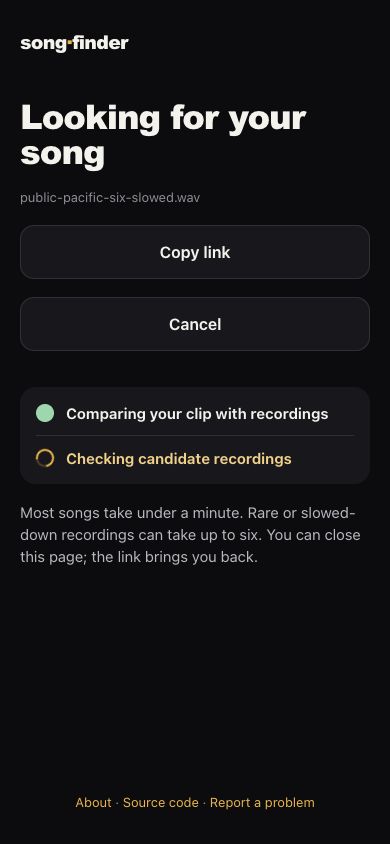 song·finder
Looking for your
song
public-pacific-six-slowed.wav
Copy link
Cancel
Comparing your clip with recordings
Checking candidate recordings
Most songs take under a minute. Rare or slowed-
down recordings can take up to six. You can close
this page; the link brings you back.
About · Source code · Report a problem